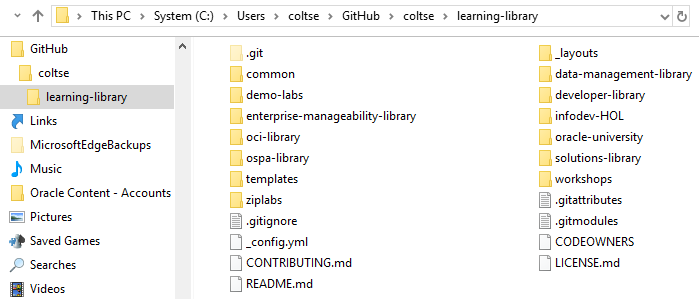 This PC > System (C:) > Users > coltse > GitHub > coltse > learning-library
GitHub
coltse
learning-library
Links
MicrosoftEdgeBackups
Music
Oracle Content - Accounts
Pictures
Saved Games
Searches
Videos
.git
common
demo-labs
enterprise-manageability-library
oci-library
ospa-library
templates
ziplabs
.gitignore
_config.yml
CONTRIBUTING.md
README.md
_layouts
data-management-library
developer-library
infodev-HOL
oracle-university
solutions-library
workshops
.gitattributes
.gitmodules
CODEOWNERS
LICENSE.md